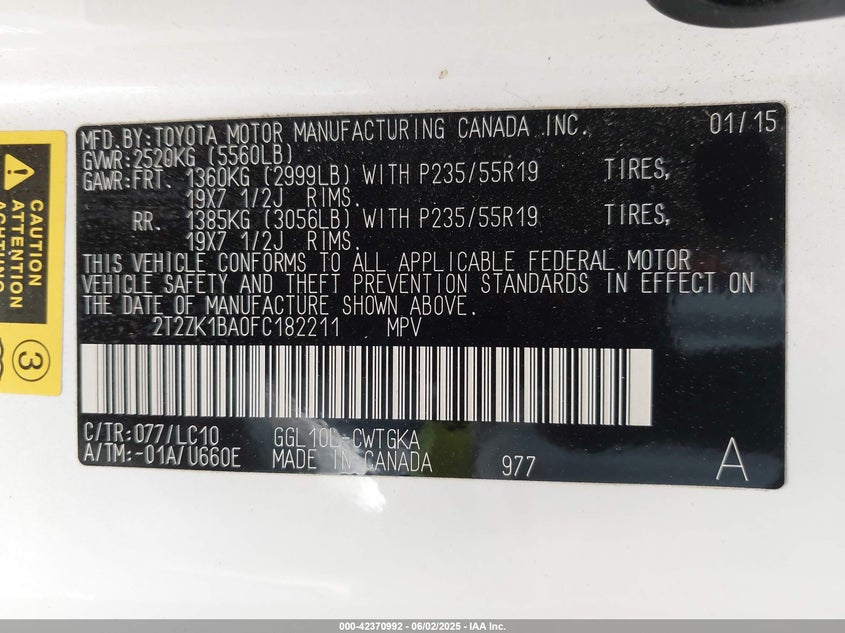 MFD. BY: TOYOTA MOTOR MANUFACTURING CANADA INC. 01/15
GVWR: 2520KG (5560LB)
GAWR: FRT. 1360KG (2999LB) WITH P235/55R19 TIRES,
19X7 1/2J RIMS.
RR. 1385KG (3056LB) WITH P235/55R19 TIRES,
19X7 1/2J RIMS.
THIS VEHICLE CONFORMS TO ALL APPLICABLE FEDERAL MOTOR
VEHICLE SAFETY AND THEFT PREVENTION STANDARDS IN EFFECT ON
THE DATE OF MANUFACTURE SHOWN ABOVE.
2T2ZK1BA0FC182211 MPV
C/TR: 077/LC10 GGL10L-CWTGKA
A/TM: -01A/U660E MADE IN CANADA 977 A
CAUTION
ATTENTION
ACHTUNG
3
000-42370992 - 06/02/2025 - IAA Inc.